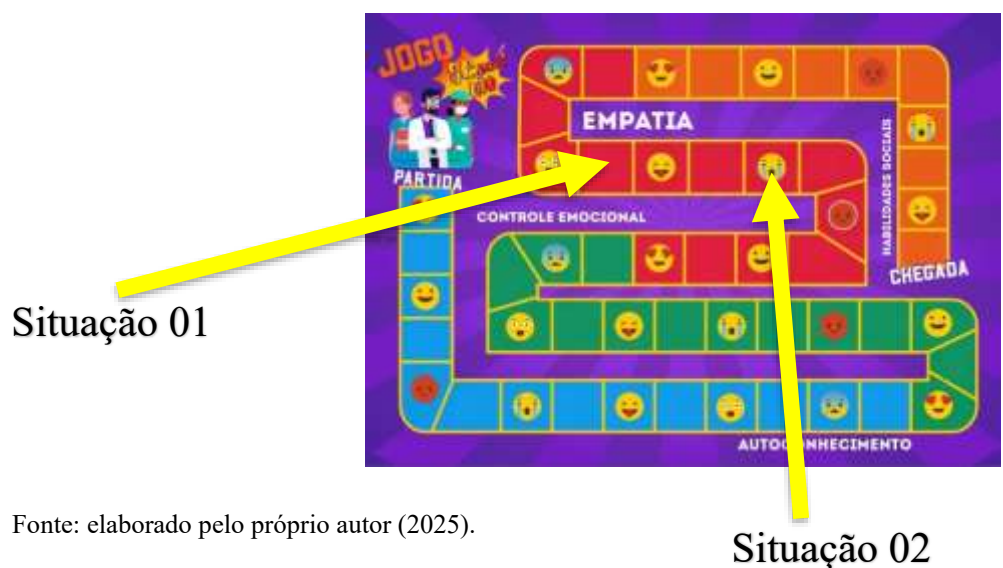 JOGO
PARTIDA
EMPATIA
HABILIDADES SOCIAIS
CONTROLE EMOCIONAL
CHEGADA
Situação 01
AUTOCONHECIMENTO
Fonte: elaborado pelo próprio autor (2025).
Situação 02